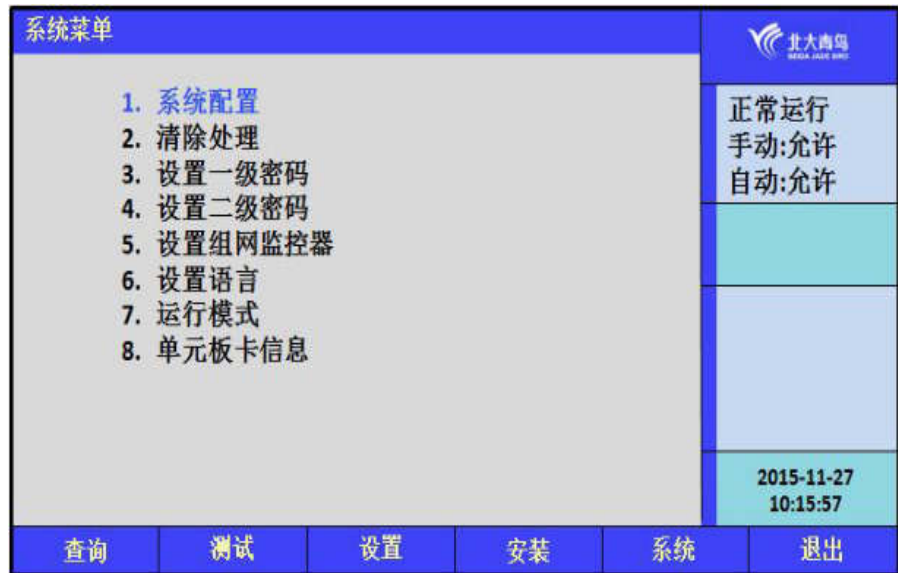 系统菜单
北大青鸟
BEIDA JADE BIRD
1. 系统配置
2. 清除处理
3. 设置一级密码
4. 设置二级密码
5. 设置组网监控器
6. 设置语言
7. 运行模式
8. 单元板卡信息
正常运行
手动:允许
自动:允许
2015-11-27
10:15:57
查询 测试 设置 安装 系统 退出